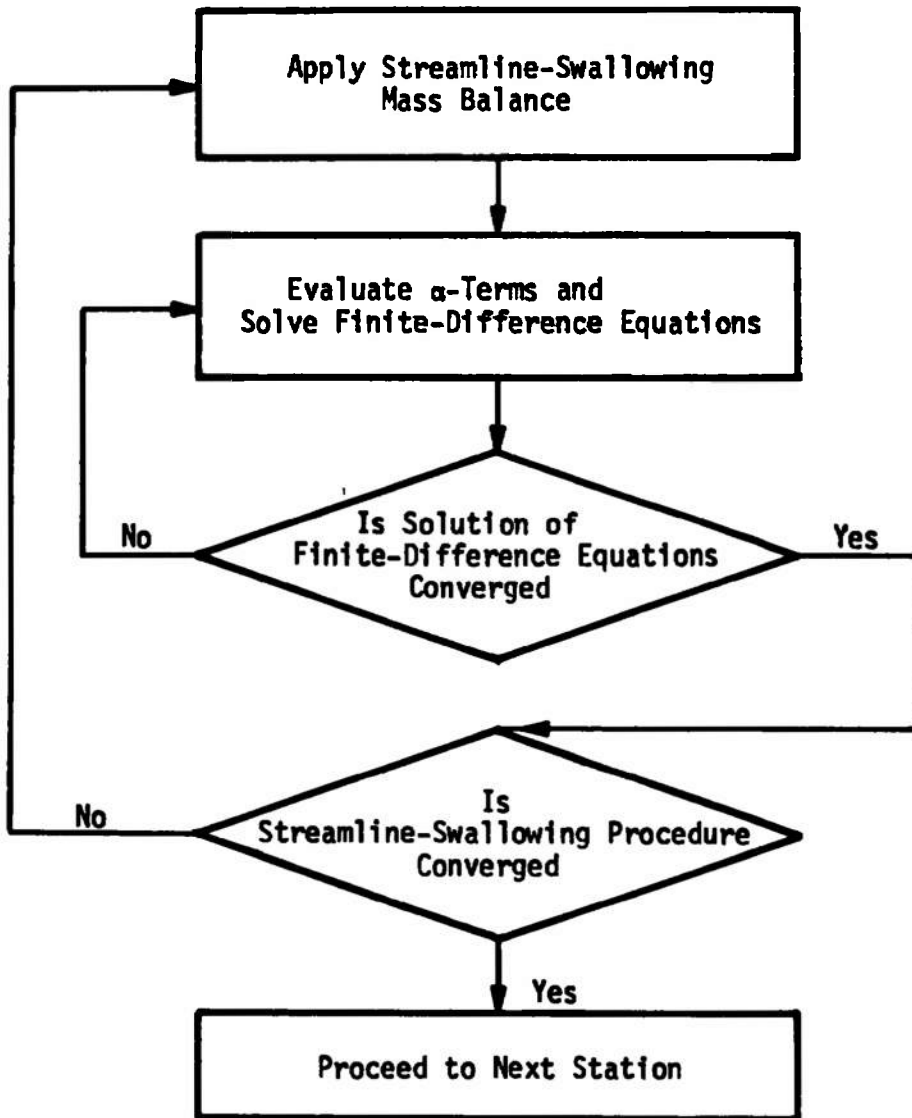 Apply Streamline-Swallowing
Mass Balance
Evaluate α-Terms and
Solve Finite-Difference Equations
Is Solution of
Finite-Difference Equations
Converged
No
Yes
Is
Streamline-Swallowing Procedure
Converged
No
Yes
Proceed to Next Station